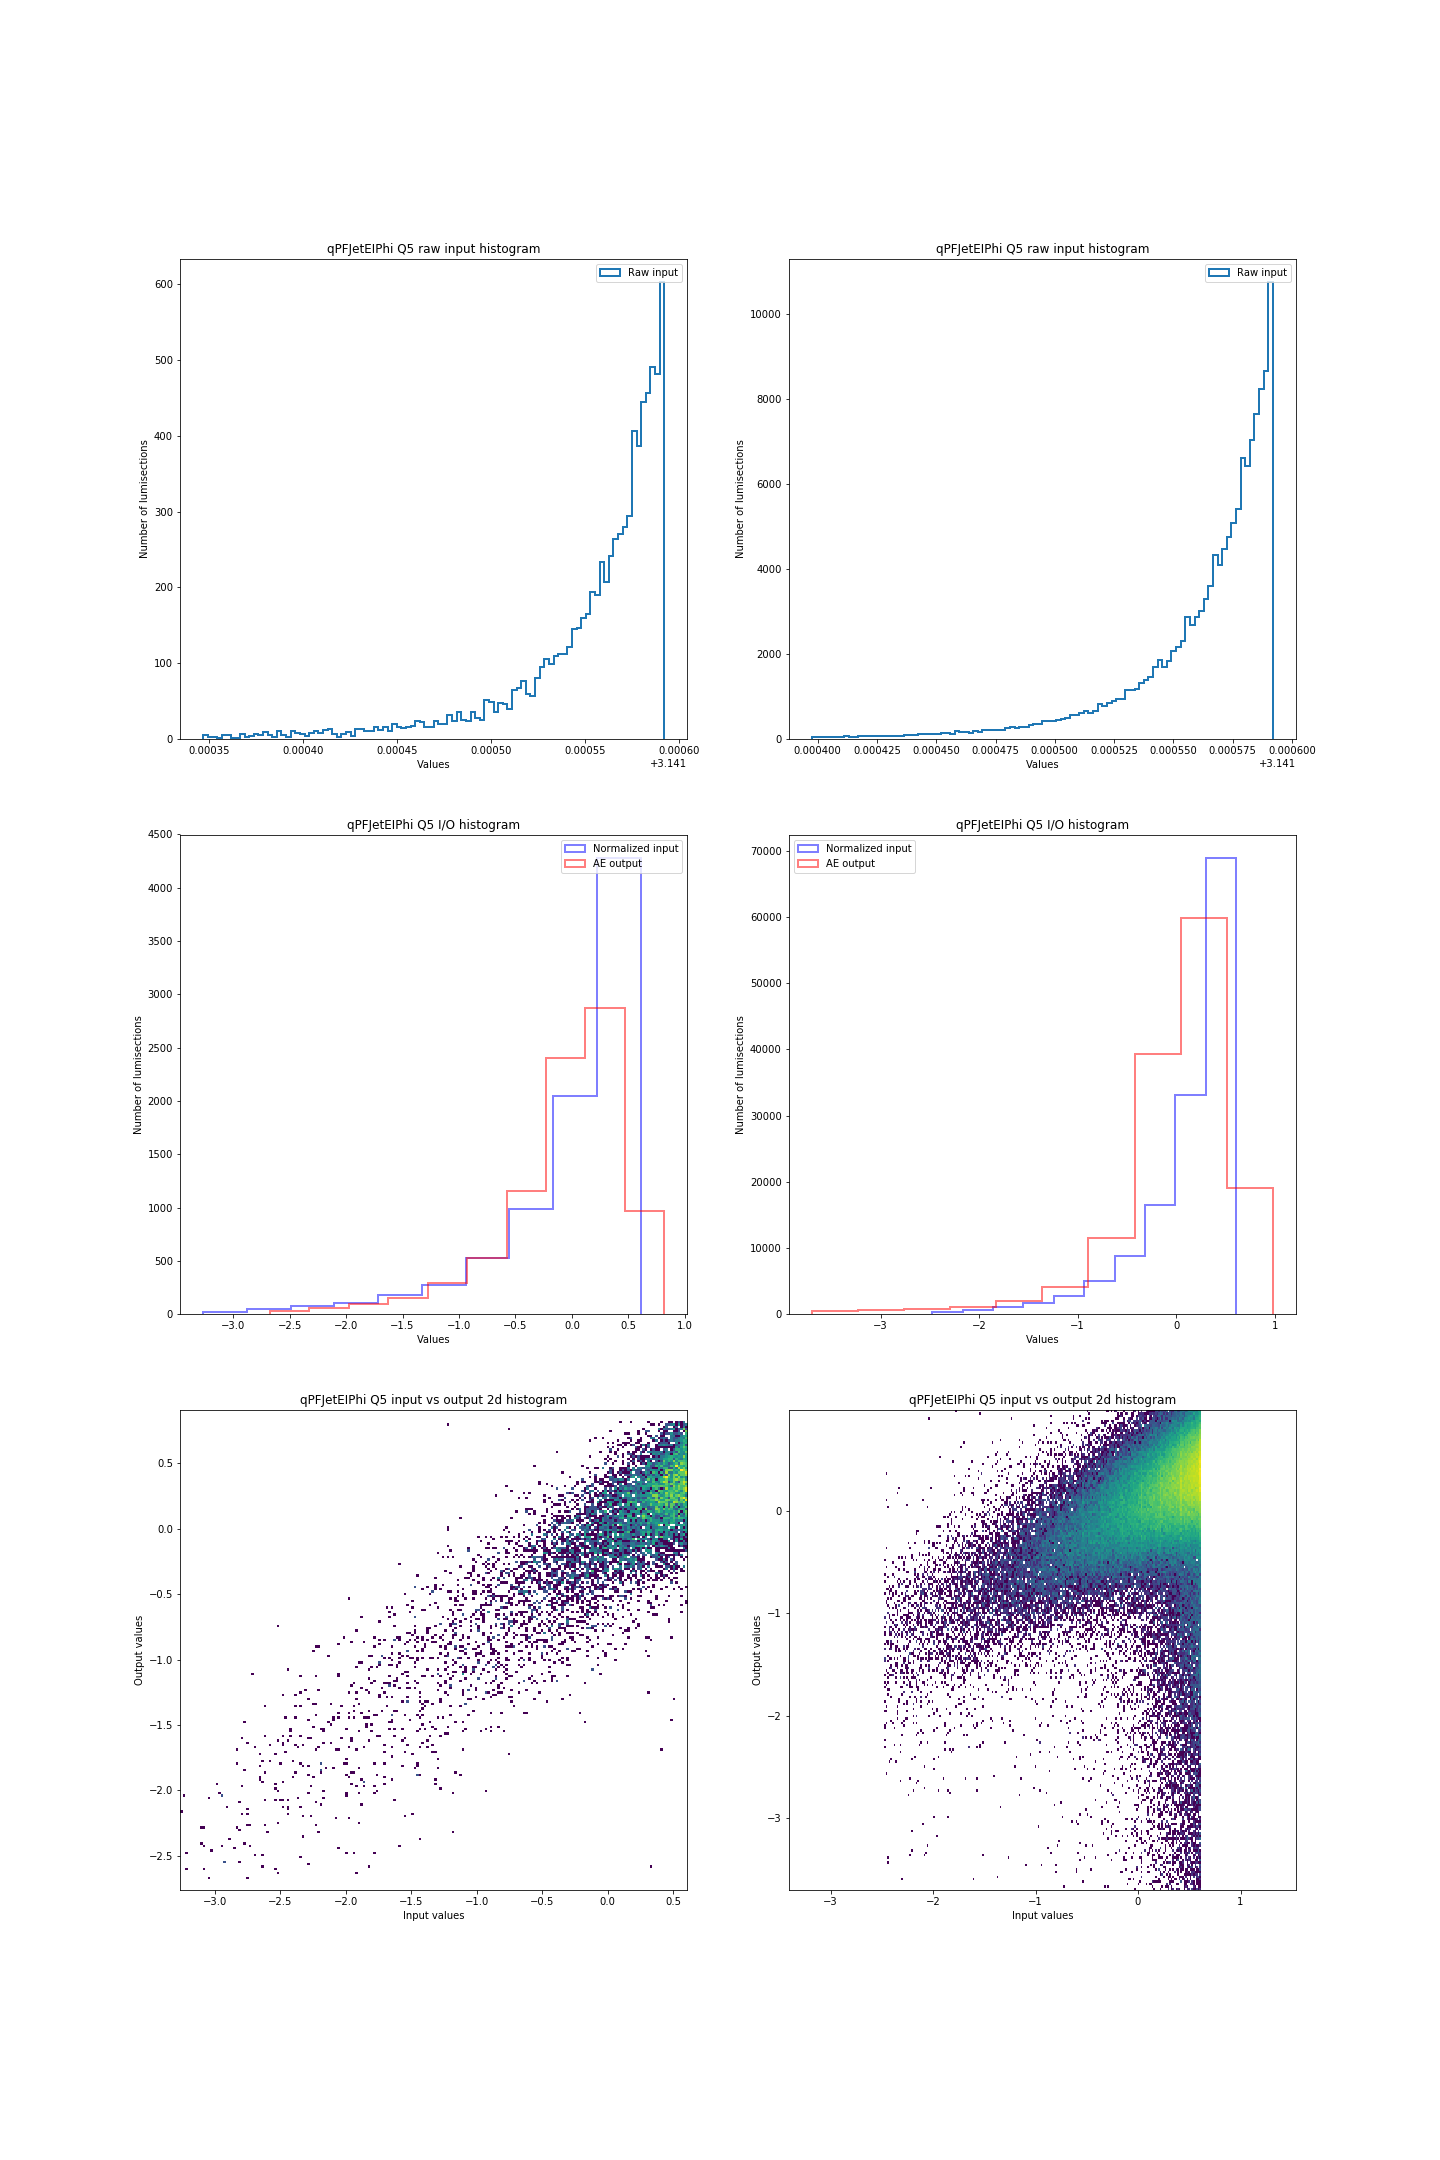 qPFJetEIPhi Q5 raw input histogram
Raw input
Number of lumisections
600
500
400
300
200
100
0
0.00035 0.00040 0.00045 0.00050 0.00055 0.00060
Values +3.141
qPFJetEIPhi Q5 raw input histogram
Raw input
Number of lumisections
10000
8000
6000
4000
2000
0
0.000400 0.000425 0.000450 0.000475 0.000500 0.000525 0.000550 0.000575 0.000600
Values +3.141
qPFJetEIPhi Q5 I/O histogram
Normalized input
AE output
Number of lumisections
4500
4000
3500
3000
2500
2000
1500
1000
500
0
−3.0 −2.5 −2.0 −1.5 −1.0 −0.5 0.0 0.5 1.0
Values
qPFJetEIPhi Q5 I/O histogram
Normalized input
AE output
Number of lumisections
70000
60000
50000
40000
30000
20000
10000
0
−3 −2 −1 0 1
Values
qPFJetEIPhi Q5 input vs output 2d histogram
Output values
0.5
0.0
−0.5
−1.0
−1.5
−2.0
−2.5
−3.0 −2.5 −2.0 −1.5 −1.0 −0.5 0.0 0.5
Input values
qPFJetEIPhi Q5 input vs output 2d histogram
Output values
0
−1
−2
−3
−3 −2 −1 0 1
Input values